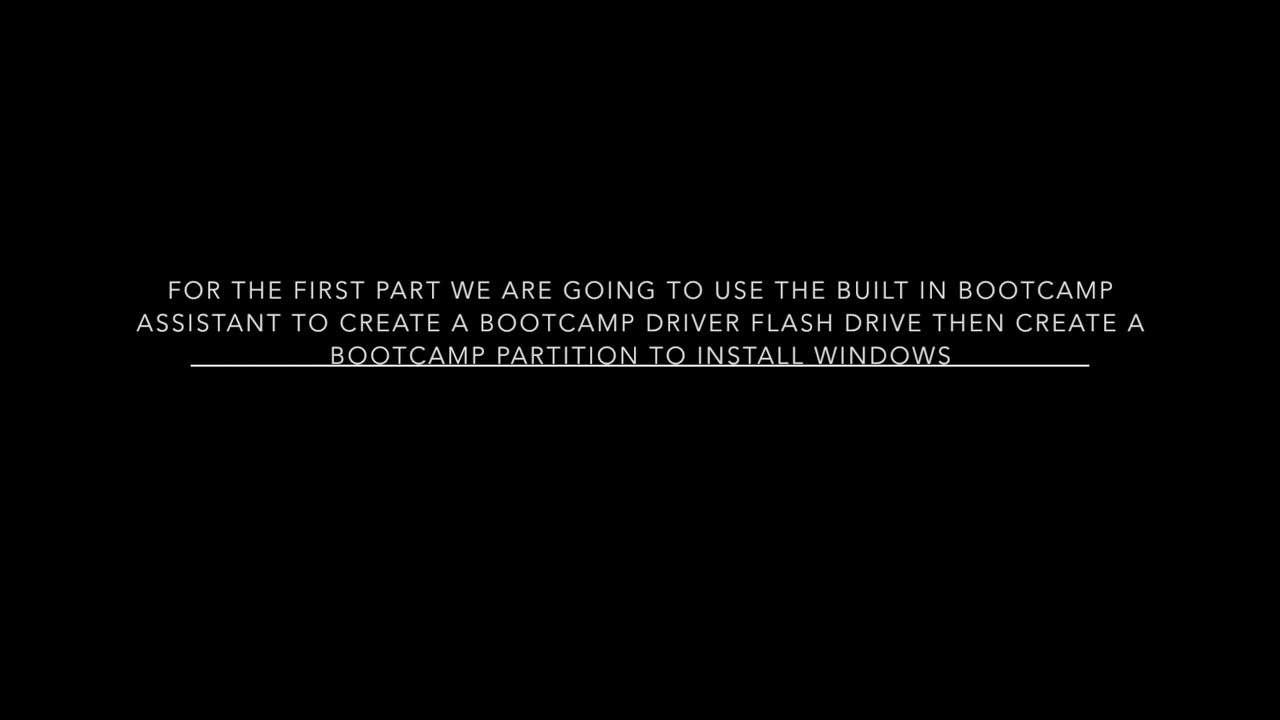 FOR THE FIRST PART WE ARE GOING TO USE THE BUILT IN BOOTCAMP
ASSISTANT TO CREATE A BOOTCAMP DRIVER FLASH DRIVE THEN CREATE A
BOOTCAMP PARTITION TO INSTALL WINDOWS